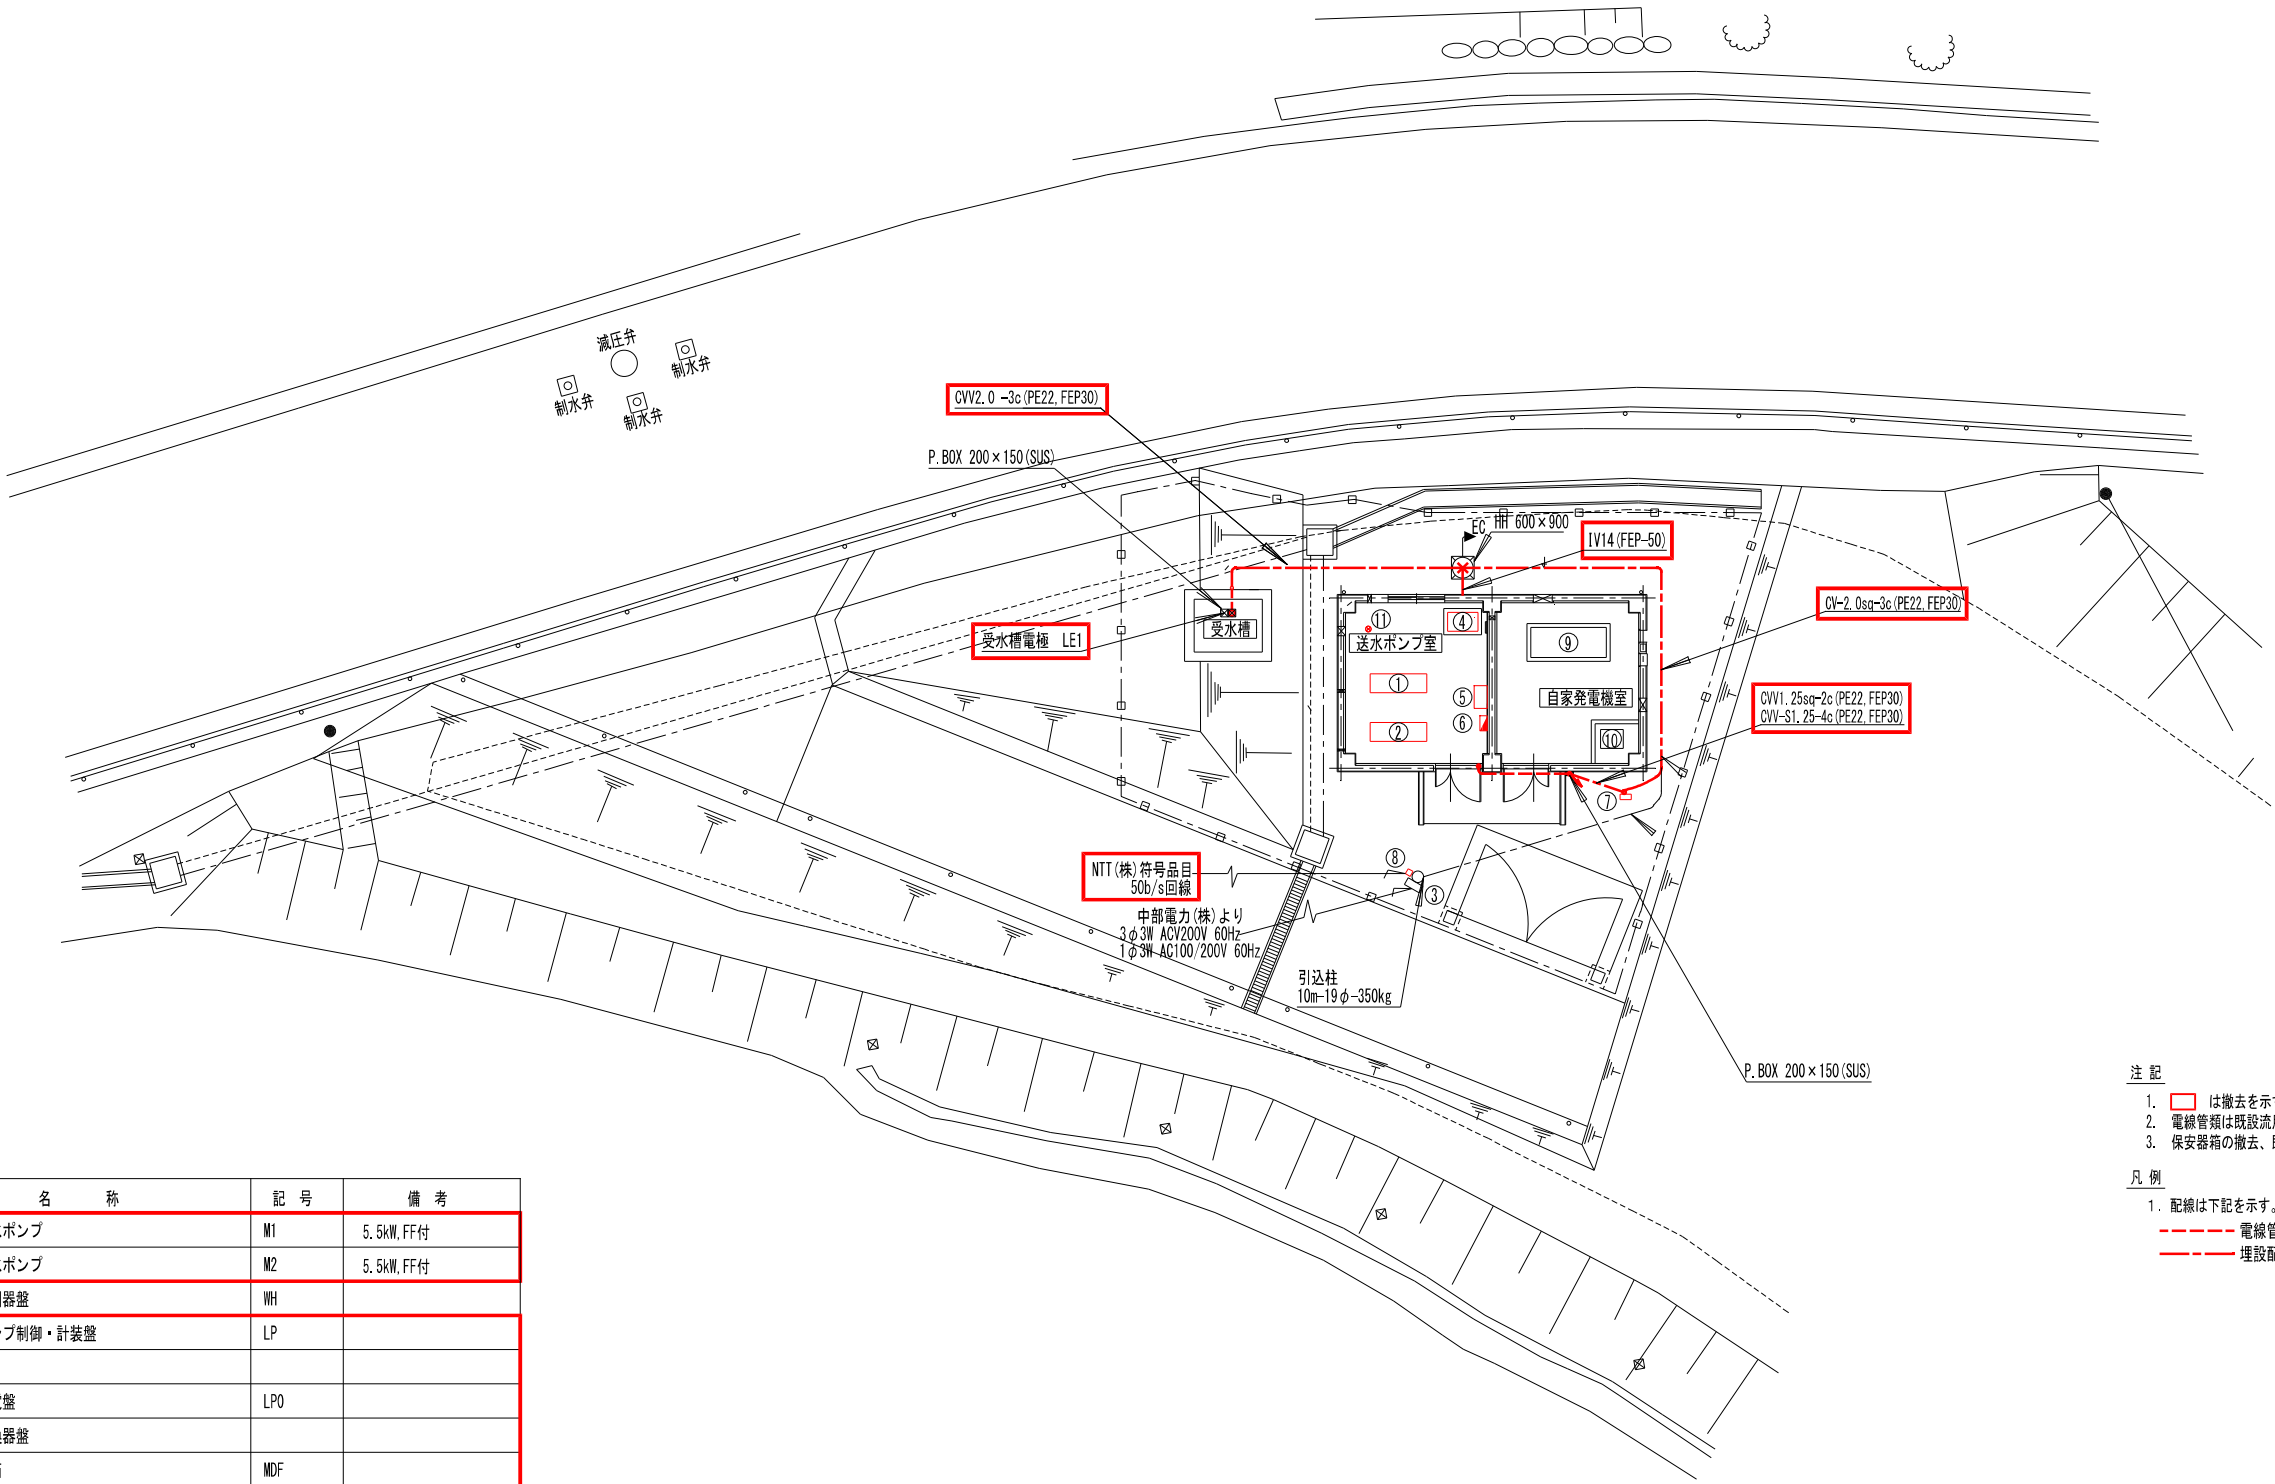 減圧弁
制水弁
制水弁
制水弁
CVV2.0 -3c(PE22,FEP30)
P.BOX 200×150(SUS)
EC
HH 600×900
IV14(FEP-50)
CV-2.0sq-3c(PE22,FEP30)
受水槽電極 LE1
受水槽
⑪
④
送水ポンプ室
⑨
①
⑤
自家発電機室
⑥
②
⑩
CVV1.25sq-2c(PE22,FEP30)
CVV-S1.25-4c(PE22,FEP30)
⑦
⑧
③
NTT(株)符号品目
50b/s回線
中部電力(株)より
3φ3W ACV200V 60Hz
1φ3W AC100/200V 60Hz
引込柱
10m-19φ-350kg
P.BOX 200×150(SUS)
注 記
1. は撤去を示
2. 電線管類は既設流
3. 保安器箱の撤去、
凡 例
1. 配線は下記を示す。
電線管
埋設配
名 称 記 号 備 考
ポンプ M1 5.5kW,FF付
ポンプ M2 5.5kW,FF付
器盤 WH
プ制御・計装盤 LP
盤 LP0
器盤
MDF